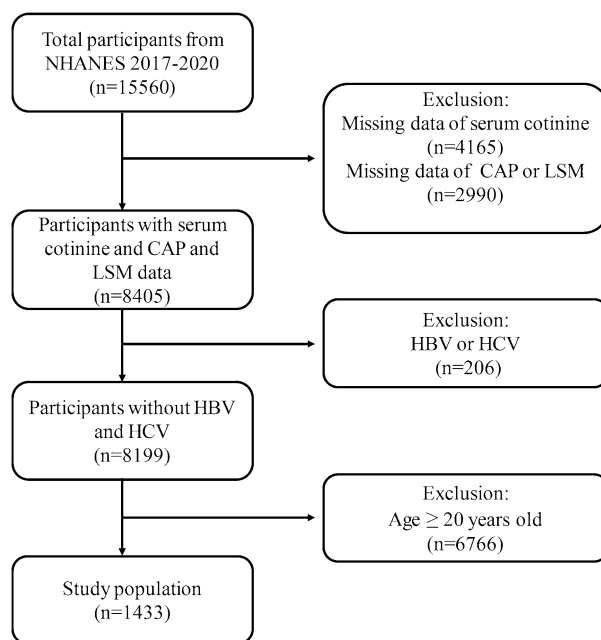 Total participants from
NHANES 2017-2020
(n=15560)
Exclusion:
Missing data of serum cotinine
(n=4165)
Missing data of CAP or LSM
(n=2990)
Participants with serum
cotinine and CAP and
LSM data
(n=8405)
Exclusion:
HBV or HCV
(n=206)
Participants without HBV
and HCV
(n=8199)
Exclusion:
Age ≥ 20 years old
(n=6766)
Study population
(n=1433)